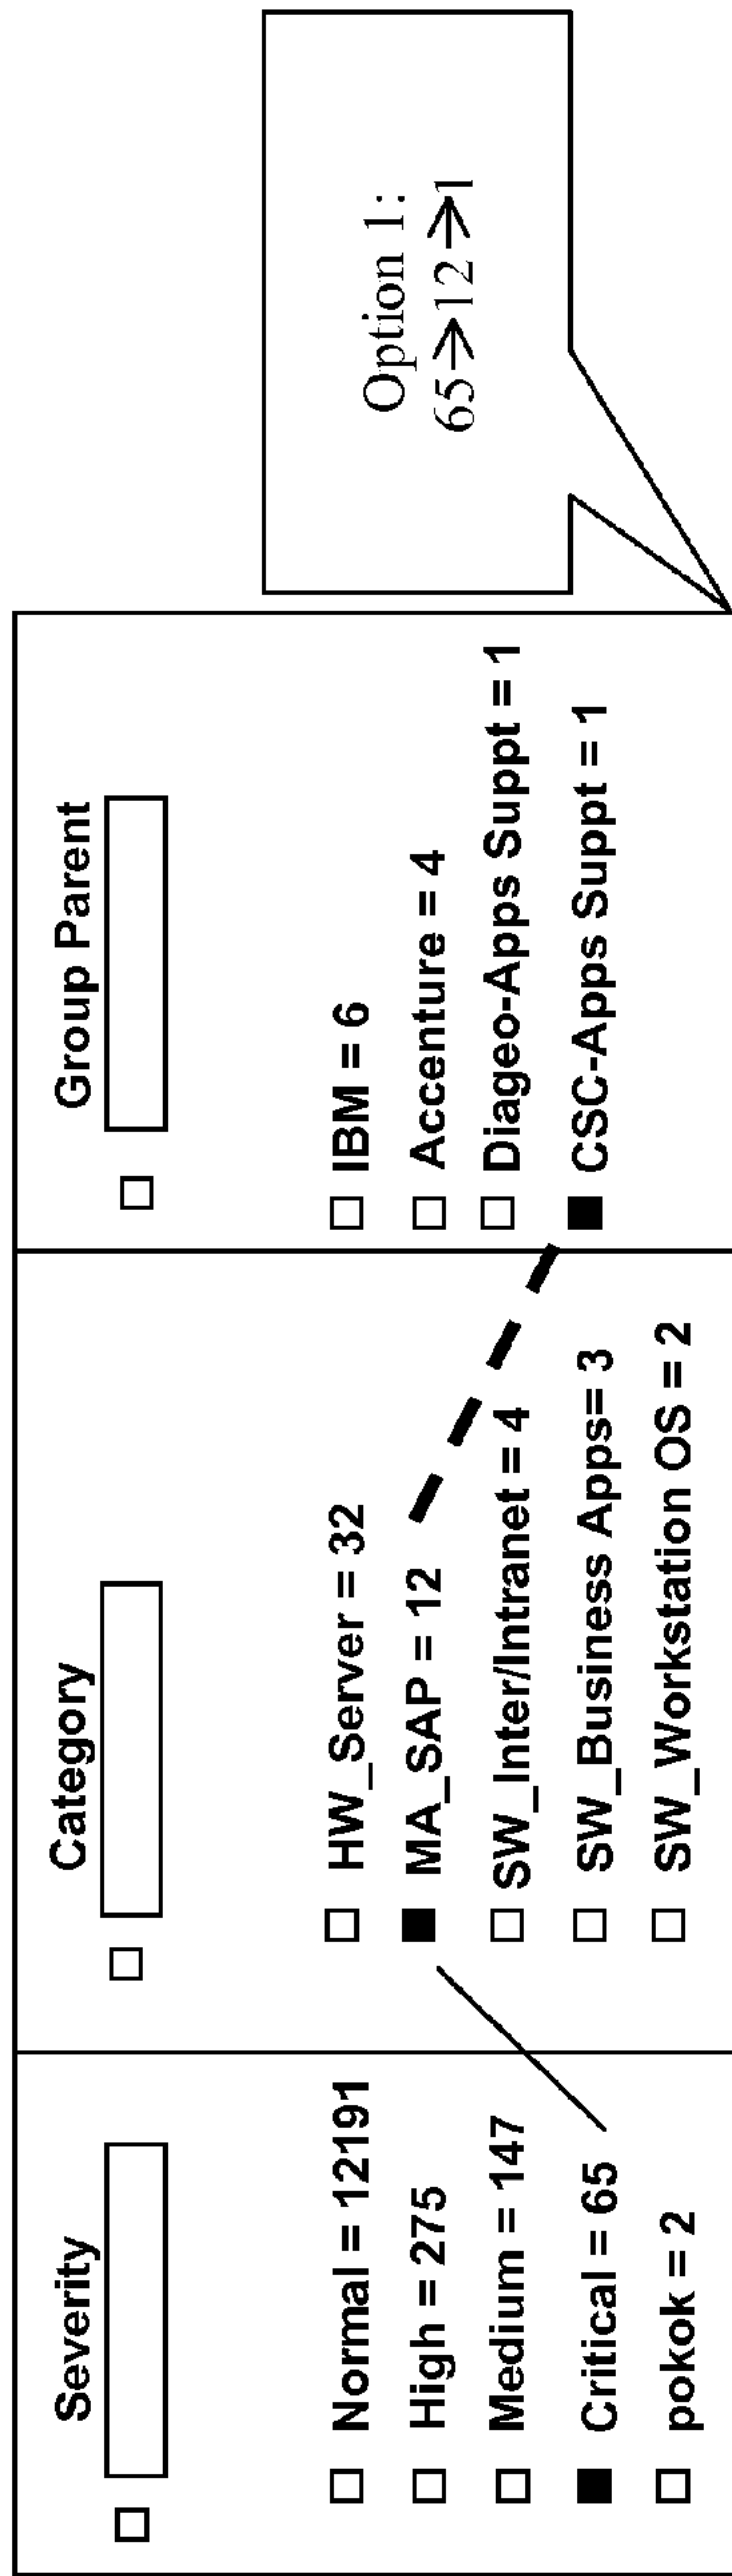 Severity
Normal = 12191
High = 275
Medium = 147
Critical = 65
pokok = 2
Category
HW_Server = 32
MA_SAP = 12
SW_Inter/Intranet = 4
SW_Business Apps= 3
SW_Workstation OS = 2
Group Parent
IBM = 6
Accenture = 4
Diageo-Apps Suppt = 1
CSC-Apps Suppt = 1
Option 1:
65→12→1